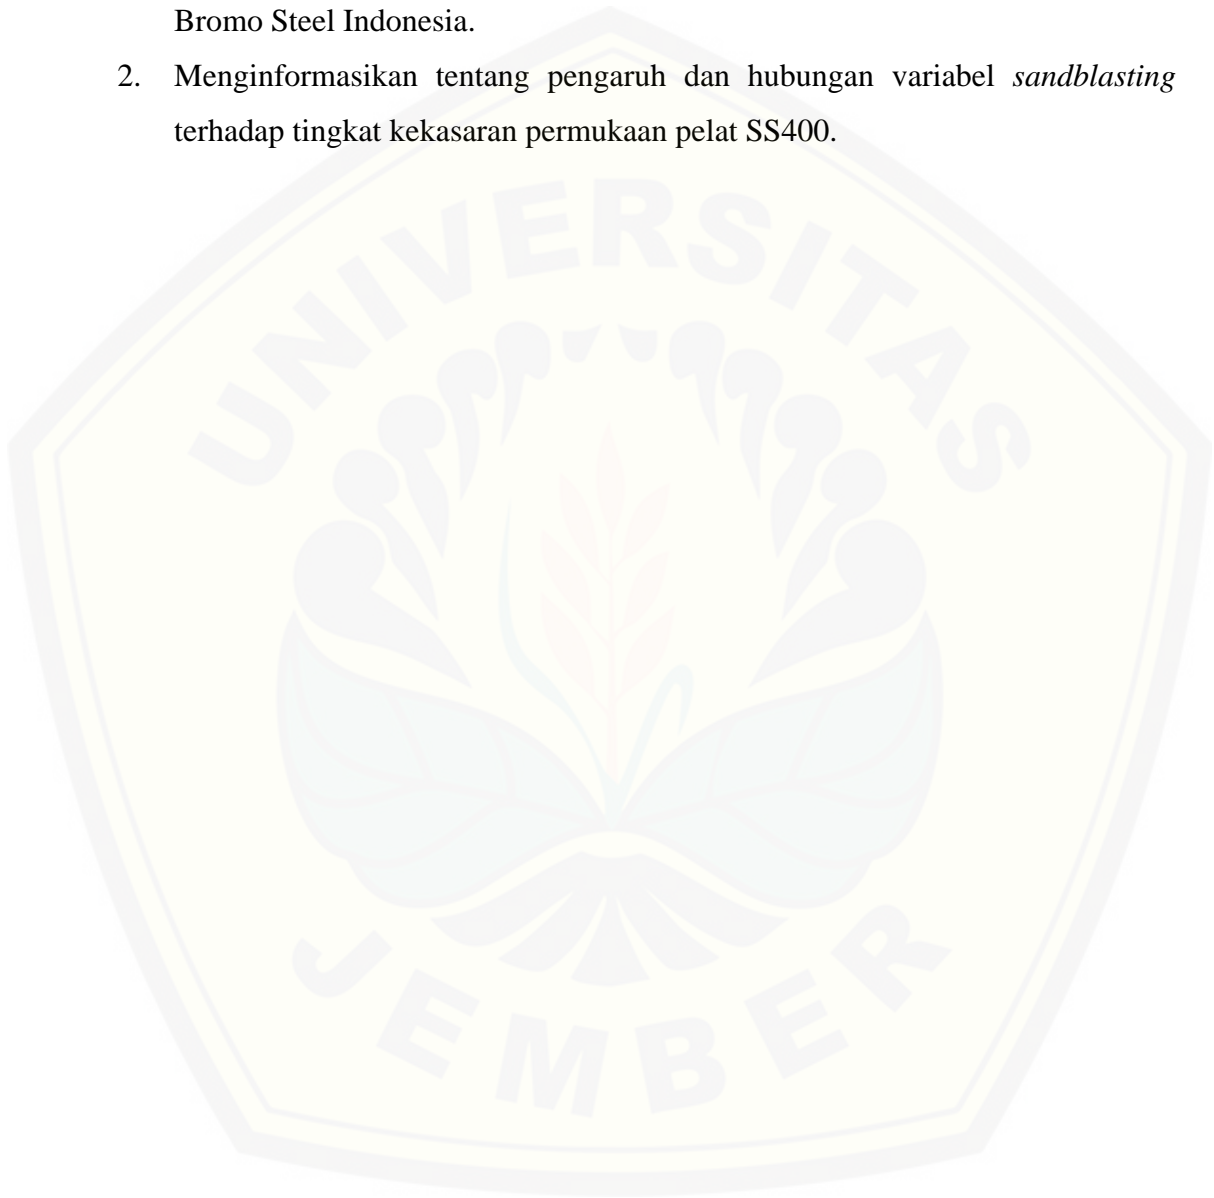 Bromo Steel Indonesia.
2. Menginformasikan tentang pengaruh dan hubungan variabel sandblasting
terhadap tingkat kekasaran permukaan pelat SS400.
UNIVERSITAS
JEMBER